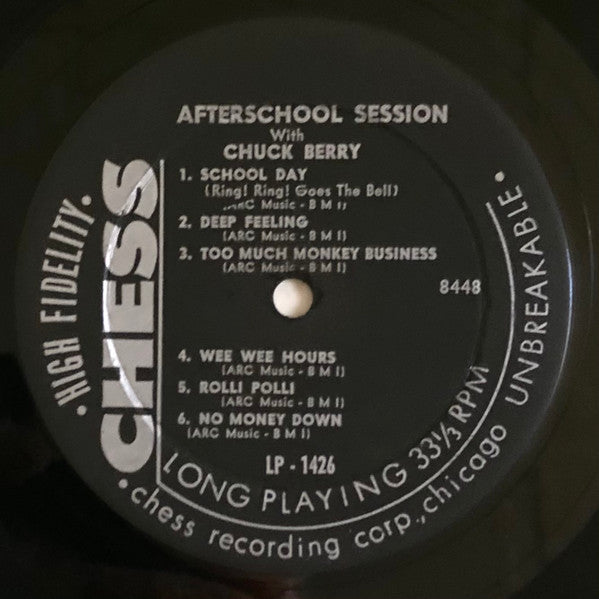 AFTERSCHOOL SESSION
With
CHUCK BERRY
1. SCHOOL DAY
(Ring! Ring! Goes The Bell)
(ARC Music - B M I)
2. DEEP FEELING
(ARC Music - B M I)
3. TOO MUCH MONKEY BUSINESS
(ARC Music - B M I)
8448
4. WEE WEE HOURS
(ARC Music - B M I)
5. ROLLI POLLI
(ARC Music - B M I)
6. NO MONEY DOWN
(ARC Music - B M I)
LP - 1426
CHESS
• HIGH FIDELITY •
LONG PLAYING 33⅓ RPM
UNBREAKABLE •
• chess recording corp., chicago